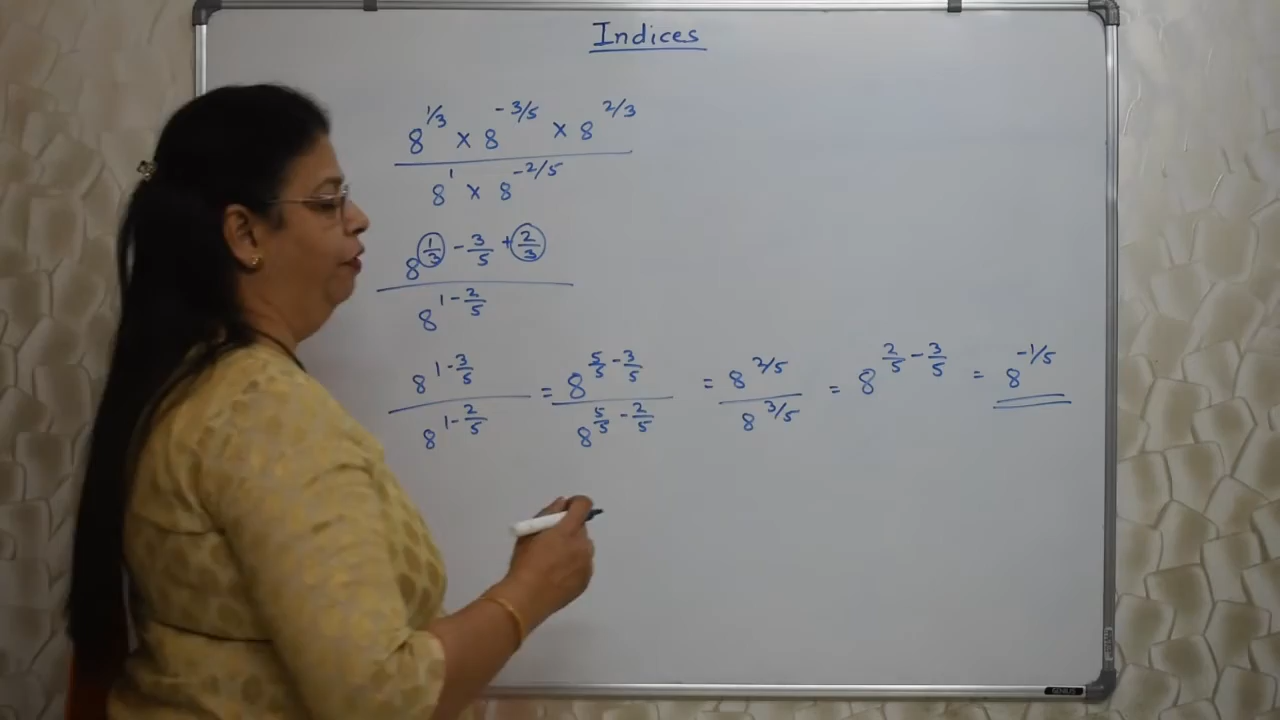 Indices
8^1/3 × 8^-3/5 × 8^2/3
8^1 × 8^-2/5
8^1/3 - 3/5 + 2/3
8^1 - 2/5
8^1 - 3/5 / 8^1 - 2/5 = 8^5/5 - 3/5 / 8^5/5 - 2/5 = 8^2/5 / 8^3/5 = 8^2/5 - 3/5 = 8^-1/5
GENIUS